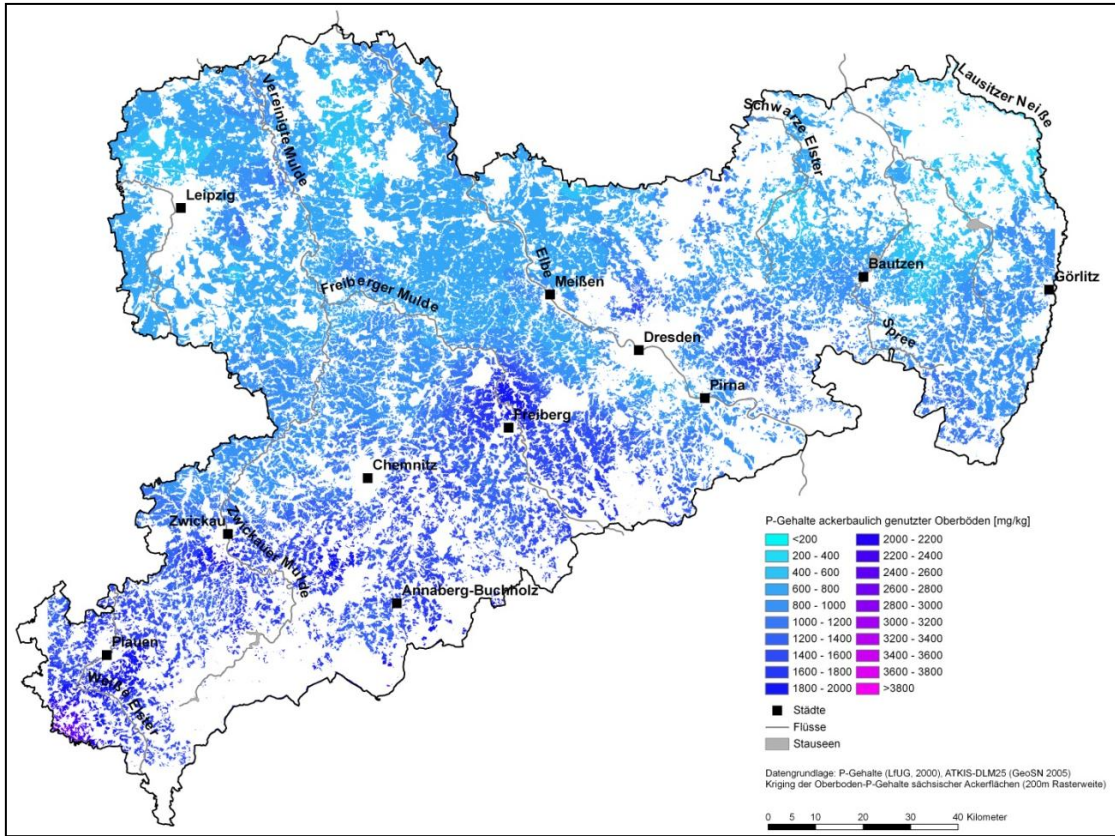 Lausitzer Neiße
Vereinigte Mulde
Schwarze Elster
Leipzig
Bautzen
Görlitz
Elbe
Meißen
Freiberger Mulde
Spree
Dresden
Pirna
Freiberg
Chemnitz
Zwickau
Zwickauer Mulde
Annaberg-Buchholz
Plauen
Weiße Elster
P-Gehalte ackerbaulich genutzter Oberböden [mg/kg]
<200 2000 - 2200
200 - 400 2200 - 2400
400 - 600 2400 - 2600
600 - 800 2600 - 2800
800 - 1000 2800 - 3000
1000 - 1200 3000 - 3200
1200 - 1400 3200 - 3400
1400 - 1600 3400 - 3600
1600 - 1800 3600 - 3800
1800 - 2000 >3800
Städte
Flüsse
Stauseen
Datengrundlage: P-Gehalte (LfUG, 2000), ATKIS-DLM25 (GeoSN 2005)
Kriging der Oberboden-P-Gehalte sächsischer Ackerflächen (200m Rasterweite)
0 5 10 20 30 40 Kilometer